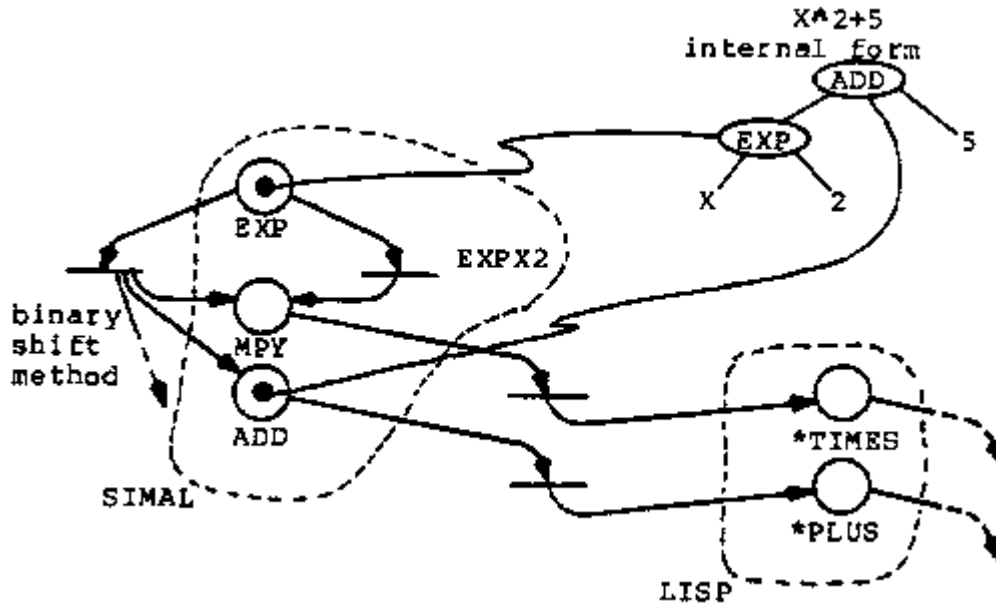 X^2+5
internal form
ADD
EXP
5
X
2
EXP
EXPX2
binary
shift
method
MPY
ADD
SIMAL
*TIMES
*PLUS
LISP